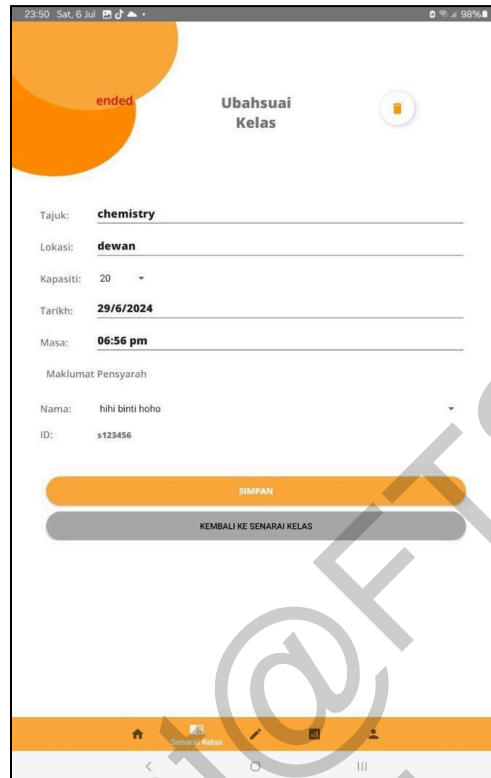 23:50 Sat, 6 Jul
98%
ended
Ubahsuai
Kelas
Tajuk: chemistry
Lokasi: dewan
Kapasiti: 20
Tarikh: 29/6/2024
Masa: 06:56 pm
Maklumat Pensyarah
Nama: hihi binti hoho
ID: s123456
SIMPAN
KEMBALI KE SENARAI KELAS
Senarai Kelas